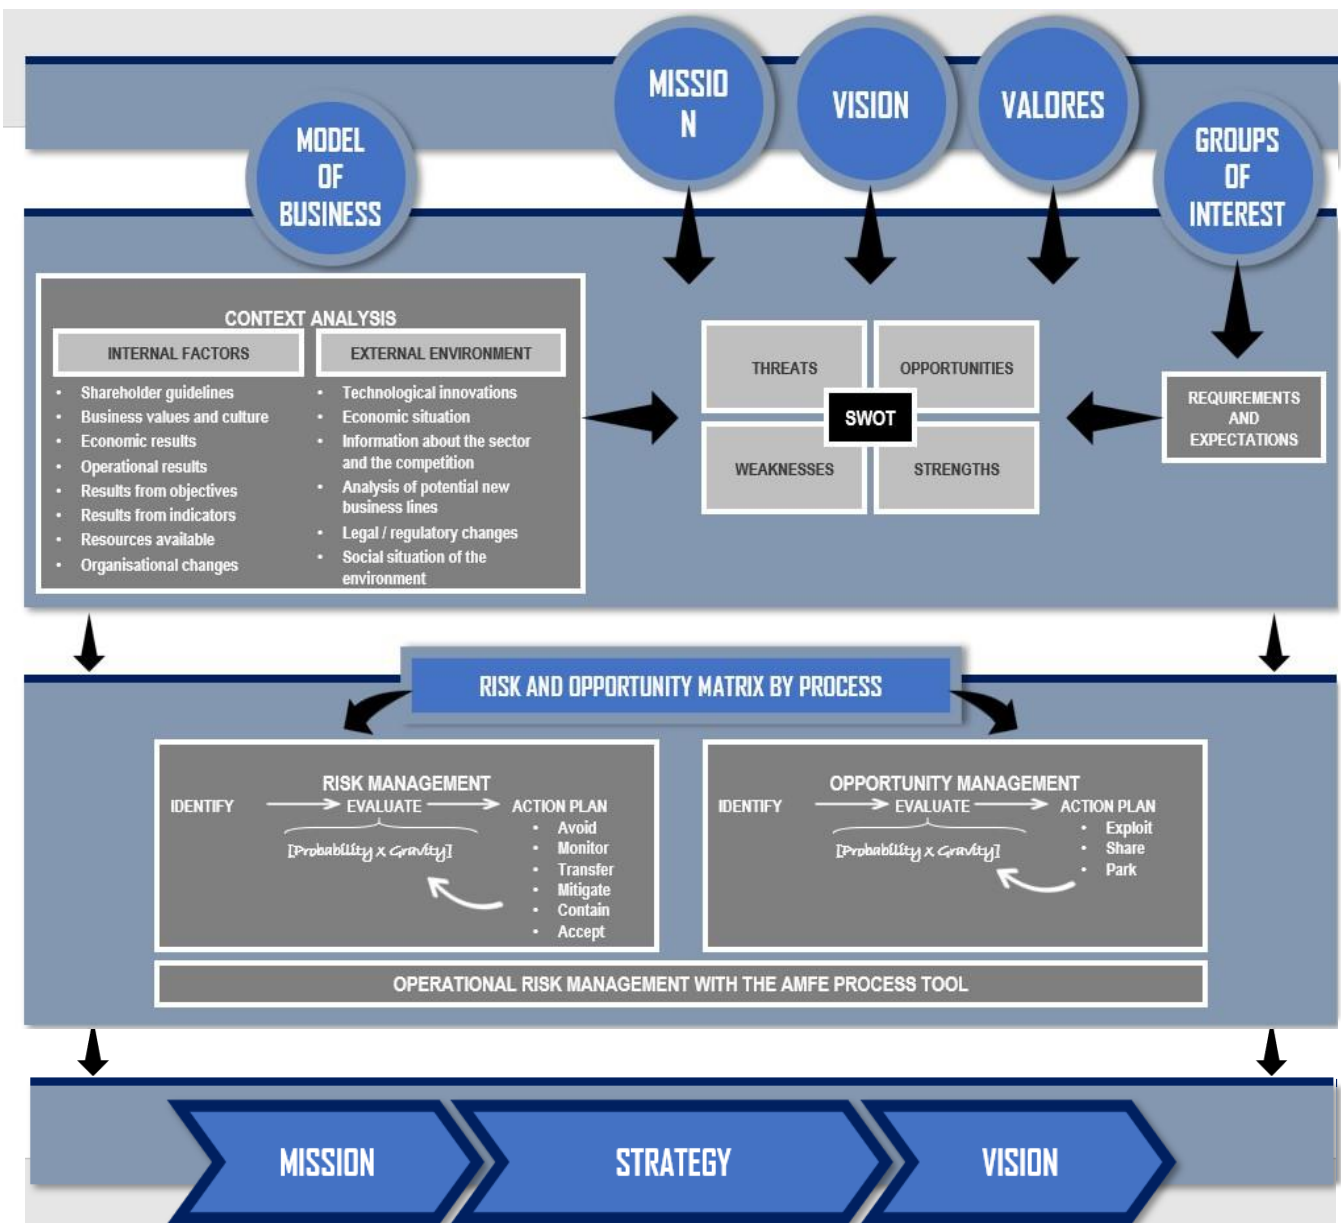 MISSIO
N
VISION
VALORES
MODEL
OF
BUSINESS
GROUPS
OF
INTEREST
CONTEXT ANALYSIS
INTERNAL FACTORS
• Shareholder guidelines
• Business values and culture
• Economic results
• Operational results
• Results from objectives
• Results from indicators
• Resources available
• Organisational changes
EXTERNAL ENVIRONMENT
• Technological innovations
• Economic situation
• Information about the sector
and the competition
• Analysis of potential new
business lines
• Legal / regulatory changes
• Social situation of the
environment
THREATS
OPPORTUNITIES
SWOT
WEAKNESSES
STRENGTHS
REQUIREMENTS
AND
EXPECTATIONS
RISK AND OPPORTUNITY MATRIX BY PROCESS
RISK MANAGEMENT
IDENTIFY
EVALUATE
ACTION PLAN
[Probability x Gravity]
• Avoid
• Monitor
• Transfer
• Mitigate
• Contain
• Accept
OPPORTUNITY MANAGEMENT
IDENTIFY
EVALUATE
ACTION PLAN
[Probability x Gravity]
• Exploit
• Share
• Park
OPERATIONAL RISK MANAGEMENT WITH THE AMFE PROCESS TOOL
MISSION
STRATEGY
VISION